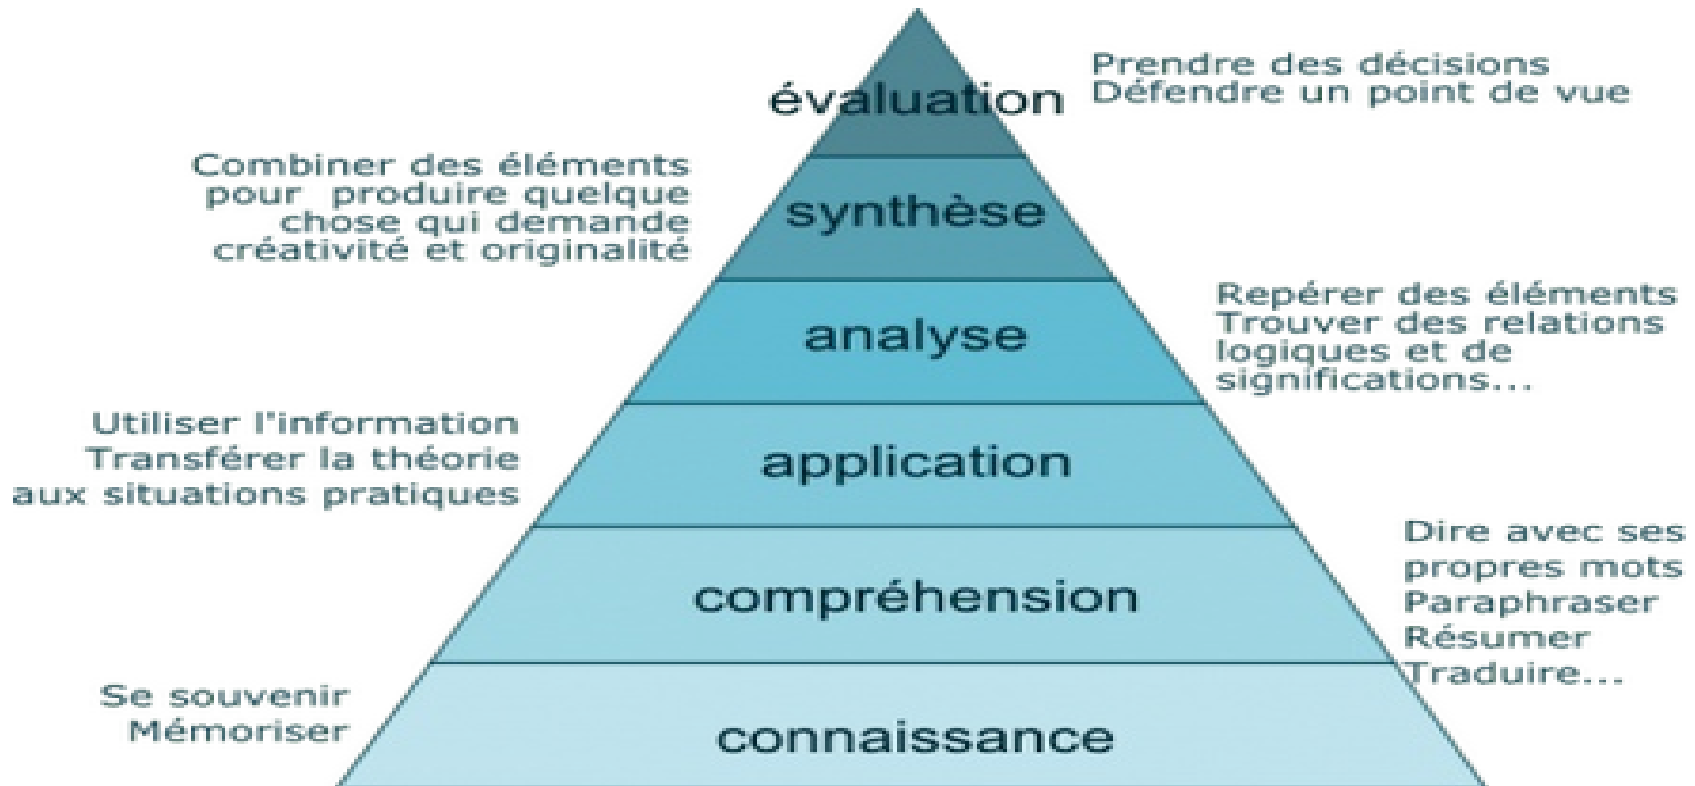 évaluation
Prendre des décisions
Défendre un point de vue
Combiner des éléments
pour produire quelque
chose qui demande
créativité et originalité
synthèse
analyse
Repérer des éléments
Trouver des relations
logiques et de
significations...
Utiliser l'information
Transférer la théorie
aux situations pratiques
application
compréhension
Dire avec ses
propres mots
Paraphraser
Résumer
Traduire...
Se souvenir
Mémoriser
connaissance